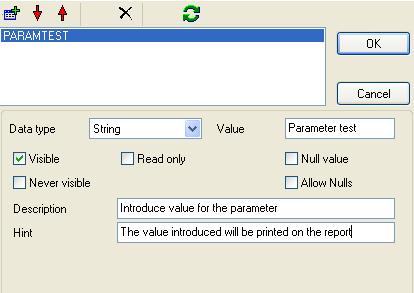 PARAMTEST
OK
Cancel
Data type String Value Parameter test
Visible Read only Null value
Never visible Allow Nulls
Description Introduce value for the parameter
Hint The value introduced will be printed on the report